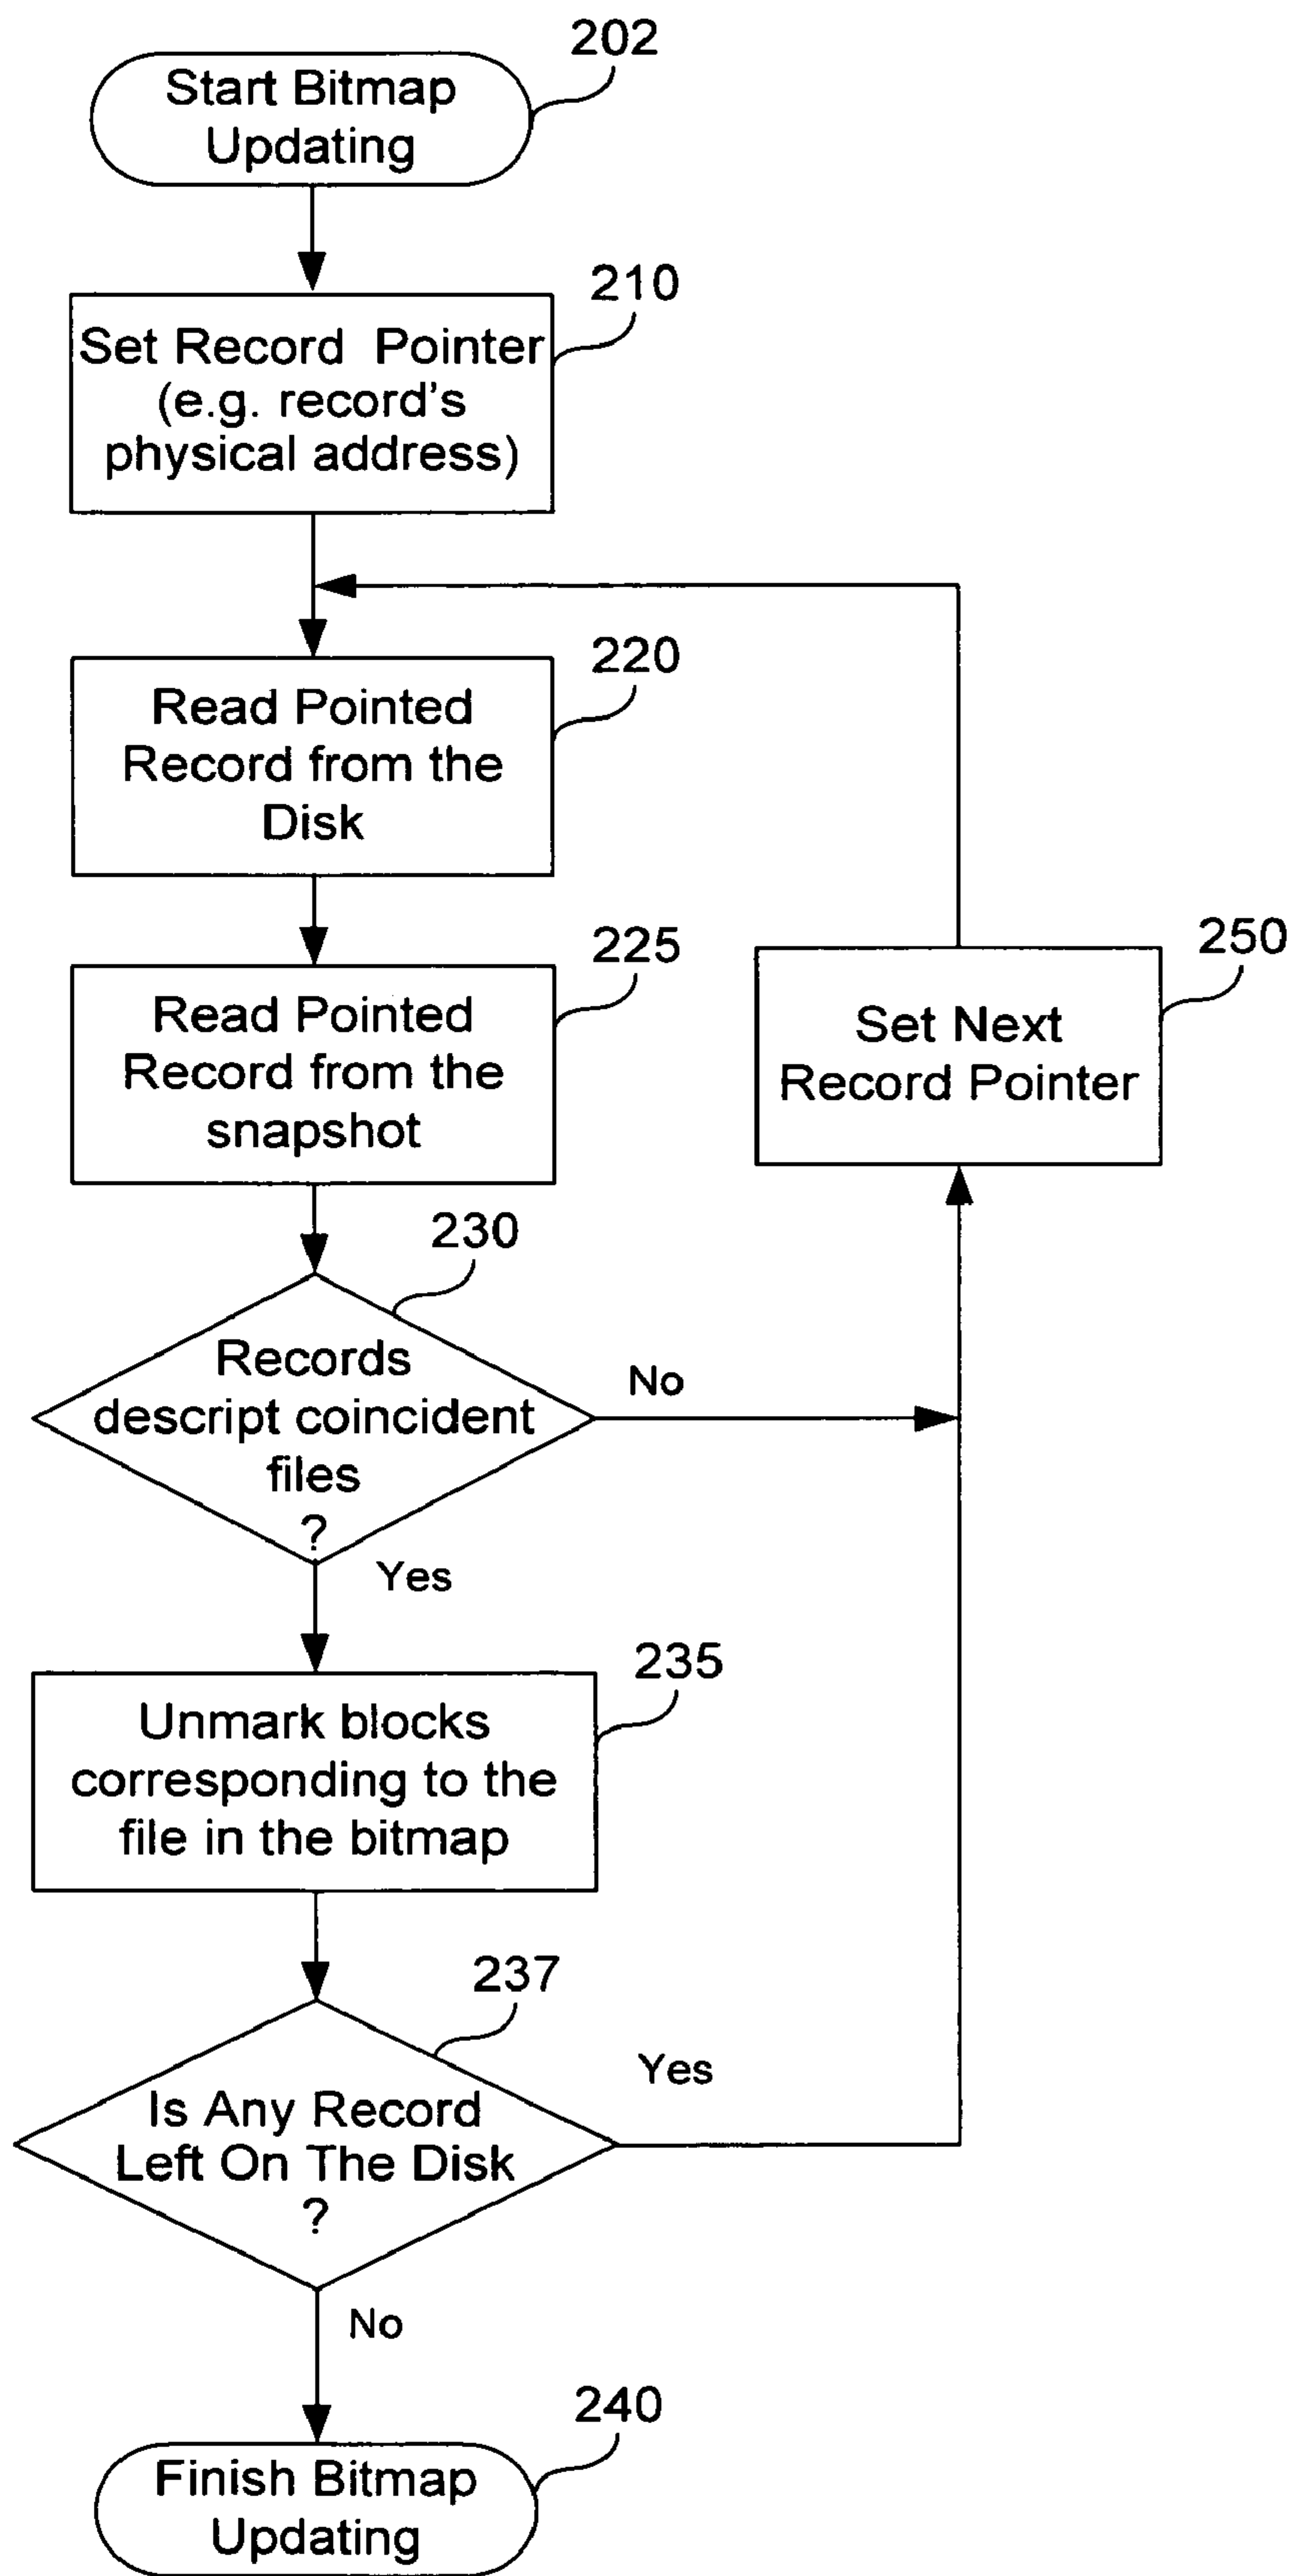 202
Start Bitmap
Updating
210
Set Record Pointer
(e.g. record's
physical address)
220
Read Pointed
Record from the
Disk
225
Read Pointed
Record from the
snapshot
250
Set Next
Record Pointer
230
Records
descript coincident
files
?
No
Yes
235
Unmark blocks
corresponding to the
file in the bitmap
237
Is Any Record
Left On The Disk
?
Yes
No
240
Finish Bitmap
Updating